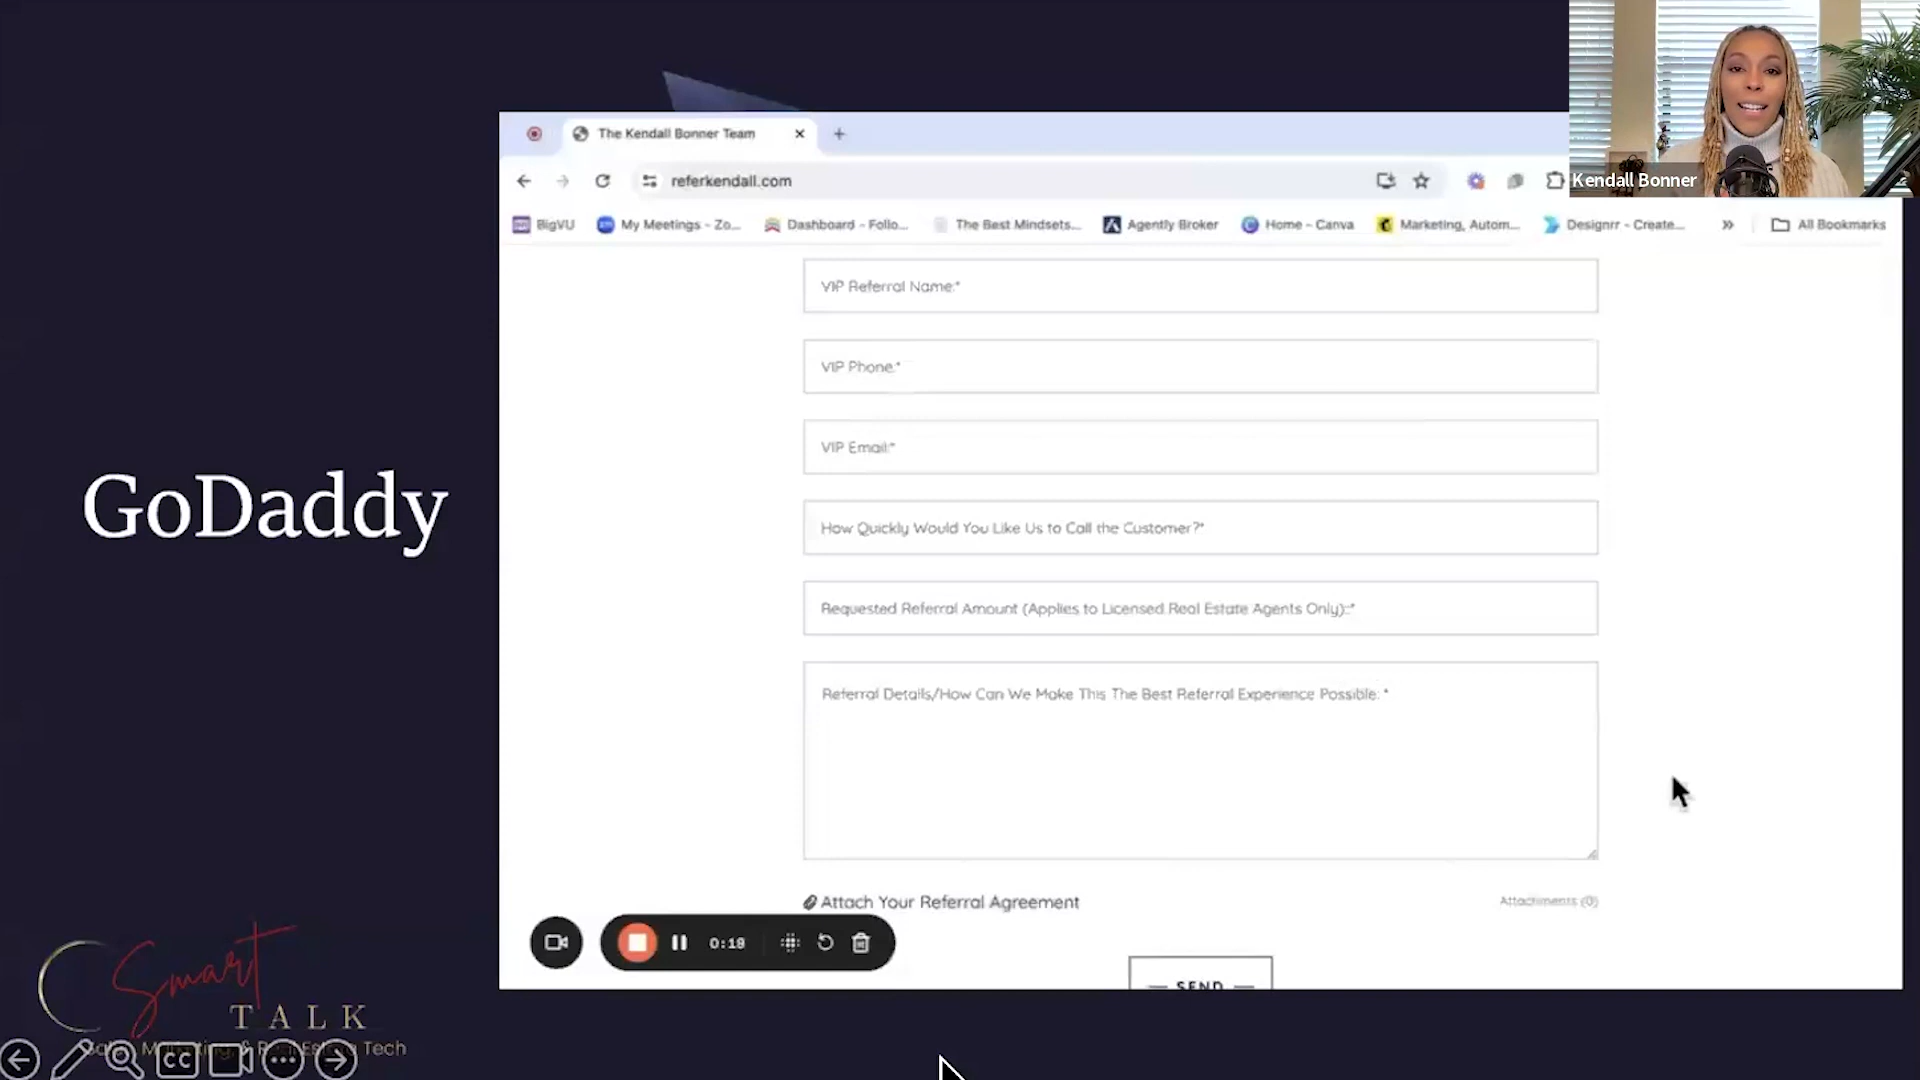 The Kendall Bonner Team
referkendall.com
Kendall Bonner
BigVU
My Meetings - Zo...
Dashboard - Follo...
The Best Mindsets...
Agently Broker
Home - Canva
Marketing, Autom...
Designrr - Create...
All Bookmarks
VIP Referral Name:*
VIP Phone:*
VIP Email:*
How Quickly Would You Like Us to Call the Customer?*
Requested Referral Amount (Applies to Licensed Real Estate Agents Only)::*
Referral Details/How Can We Make This The Best Referral Experience Possible: *
GoDaddy
Attach Your Referral Agreement
Attachments (0)
0:19
SEND
Smart
TALK
Real Estate Tech
CC